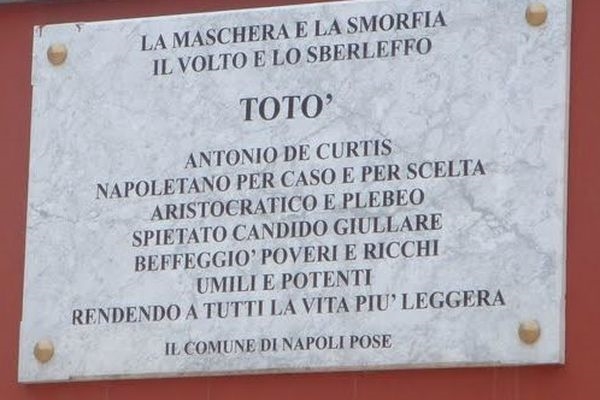 LA MASCHERA E LA SMORFIA
IL VOLTO E LO SBERLEFFO
TOTO'
ANTONIO DE CURTIS
NAPOLETANO PER CASO E PER SCELTA
ARISTOCRATICO E PLEBEO
SPIETATO CANDIDO GIULLARE
BEFFEGGIO' POVERI E RICCHI
UMILI E POTENTI
RENDENDO A TUTTI LA VITA PIU' LEGGERA
IL COMUNE DI NAPOLI POSE